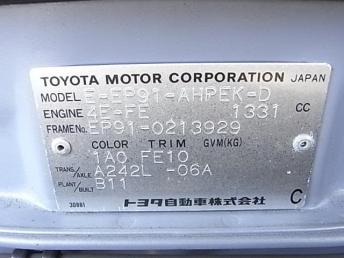 TOYOTA MOTOR CORPORATION JAPAN
MODEL E-EP91-AHPEK-D
ENGINE 4E-FE 1331 CC
FRAME No. EP91-0213929
COLOR TRIM GVM(KG)
1A0 FE10
TRANS./AXLE A242L -06A
PLANT/BUILT B11
30881 トヨタ自動車株式会社 C